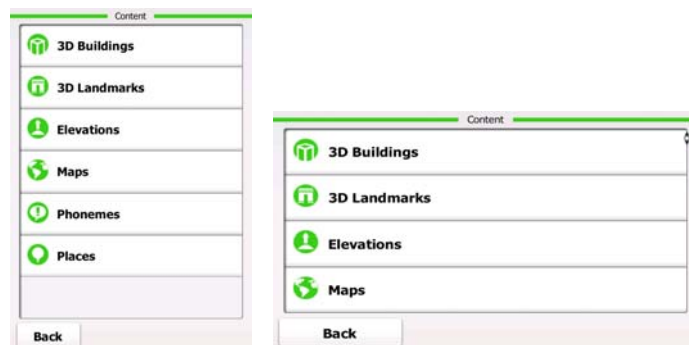 Content
3D Buildings
3D Landmarks
Elevations
Maps
Phonemes
Places
Back
Content
3D Buildings
3D Landmarks
Elevations
Maps
Back